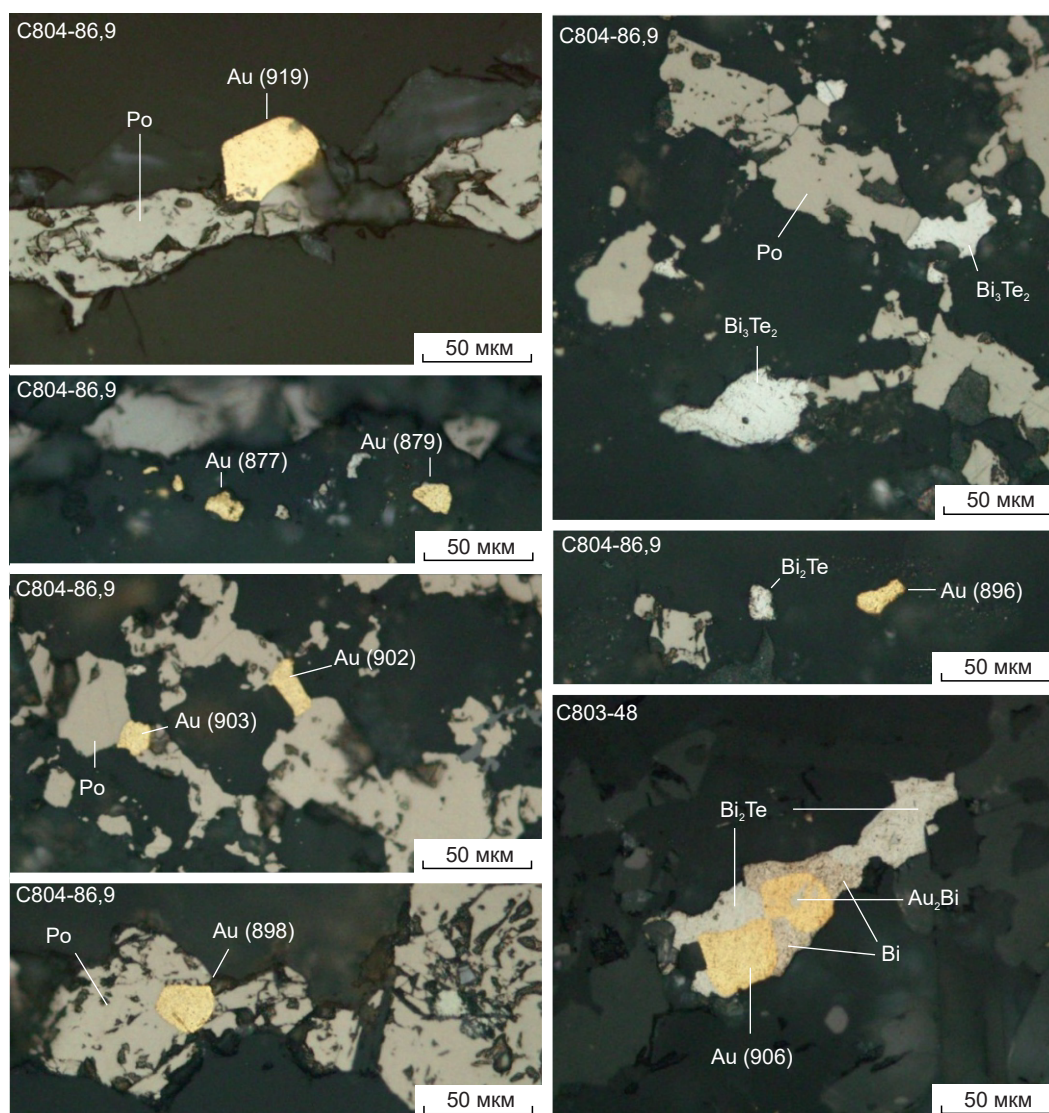 C804-86,9
Au (919)
Po
50 мкм
C804-86,9
Au (877)
Au (879)
50 мкм
C804-86,9
Au (902)
Au (903)
Po
50 мкм
C804-86,9
Po
Au (898)
50 мкм
C804-86,9
Po
Bi₃Te₂
Bi₃Te₂
50 мкм
C804-86,9
Bi₂Te
Au (896)
50 мкм
C803-48
Bi₂Te
Au₂Bi
Bi
Au (906)
50 мкм